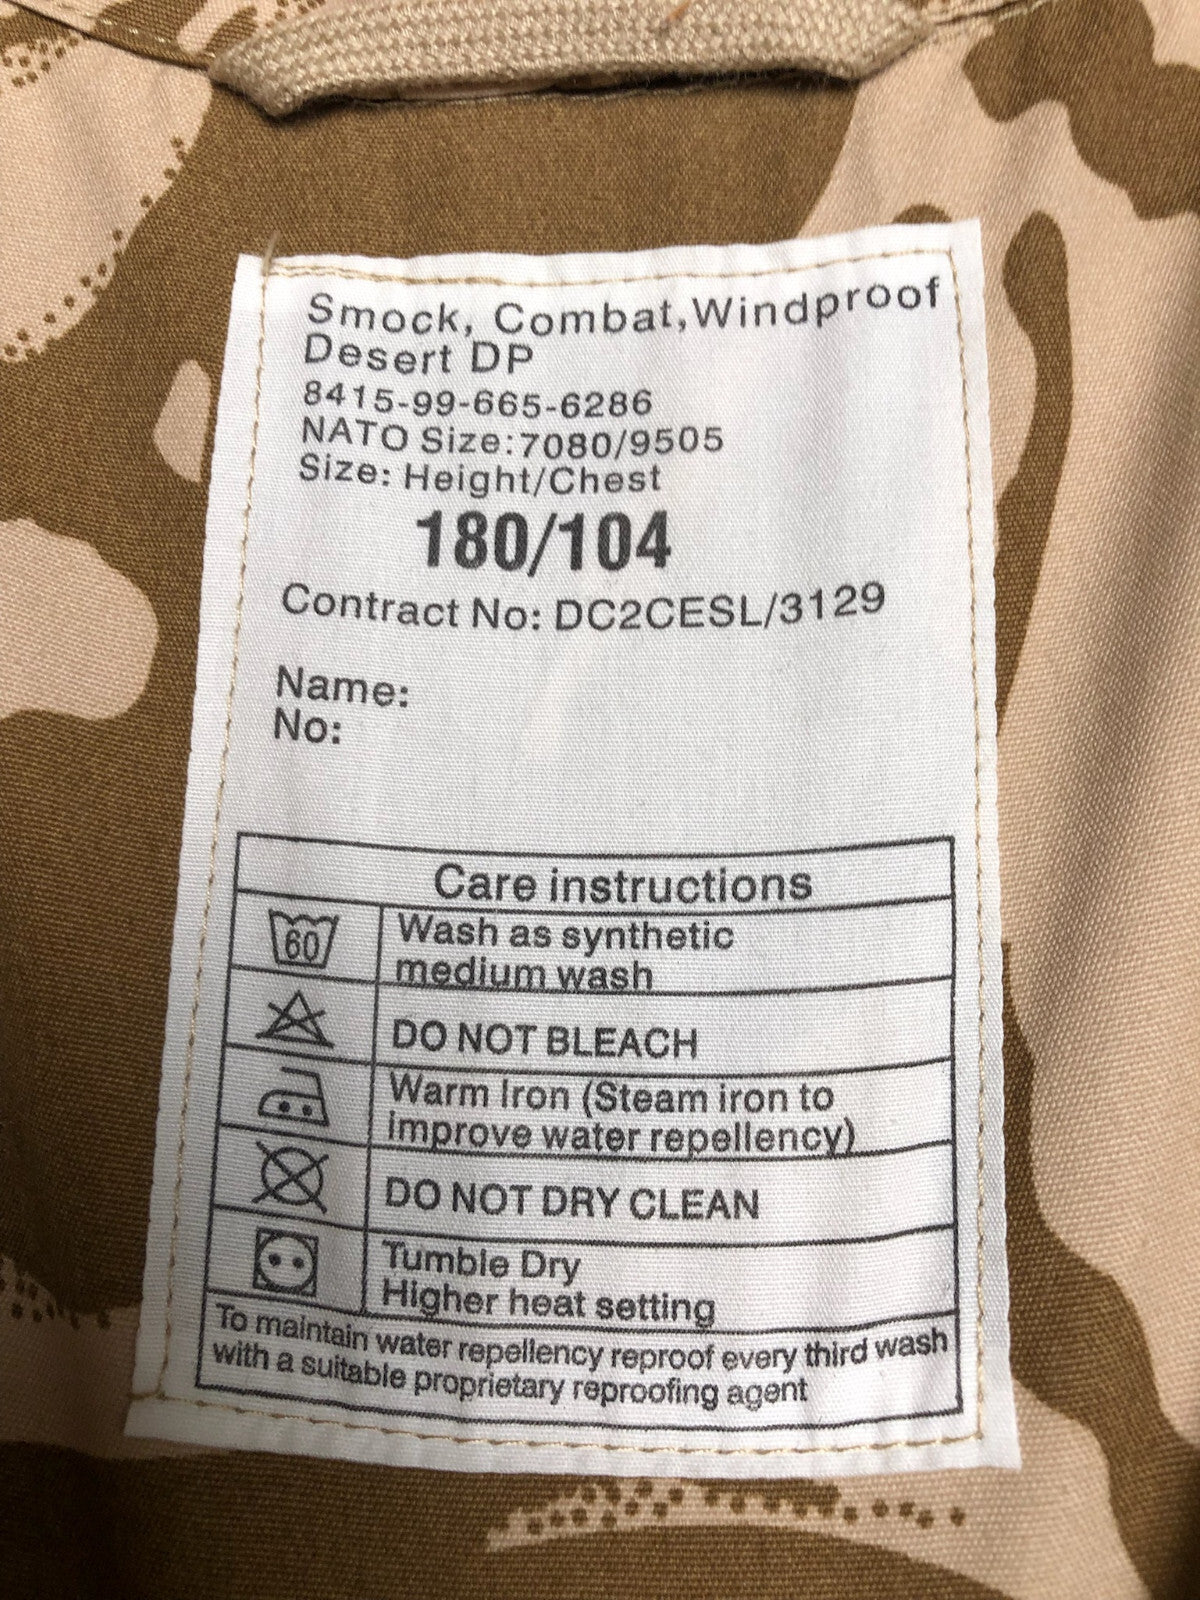 Smock, Combat, Windproof
Desert DP
8415-99-665-6286
NATO Size:7080/9505
Size: Height/Chest
180/104
Contract No: DC2CESL/3129
Name:
No:
Care instructions
60
Wash as synthetic
medium wash
DO NOT BLEACH
Warm Iron (Steam iron to
improve water repellency)
DO NOT DRY CLEAN
Tumble Dry
Higher heat setting
To maintain water repellency reproof every third wash
with a suitable proprietary reproofing agent